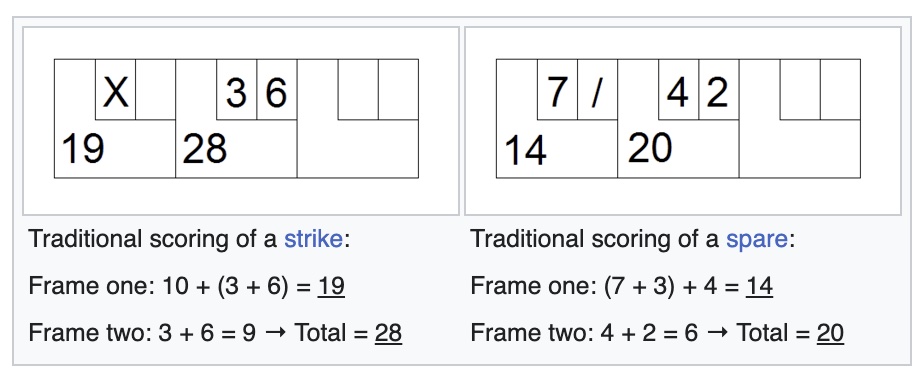 X 3 6
19 28
Traditional scoring of a strike:
Frame one: 10 + (3 + 6) = 19
Frame two: 3 + 6 = 9 → Total = 28
7 / 4 2
14 20
Traditional scoring of a spare:
Frame one: (7 + 3) + 4 = 14
Frame two: 4 + 2 = 6 → Total = 20